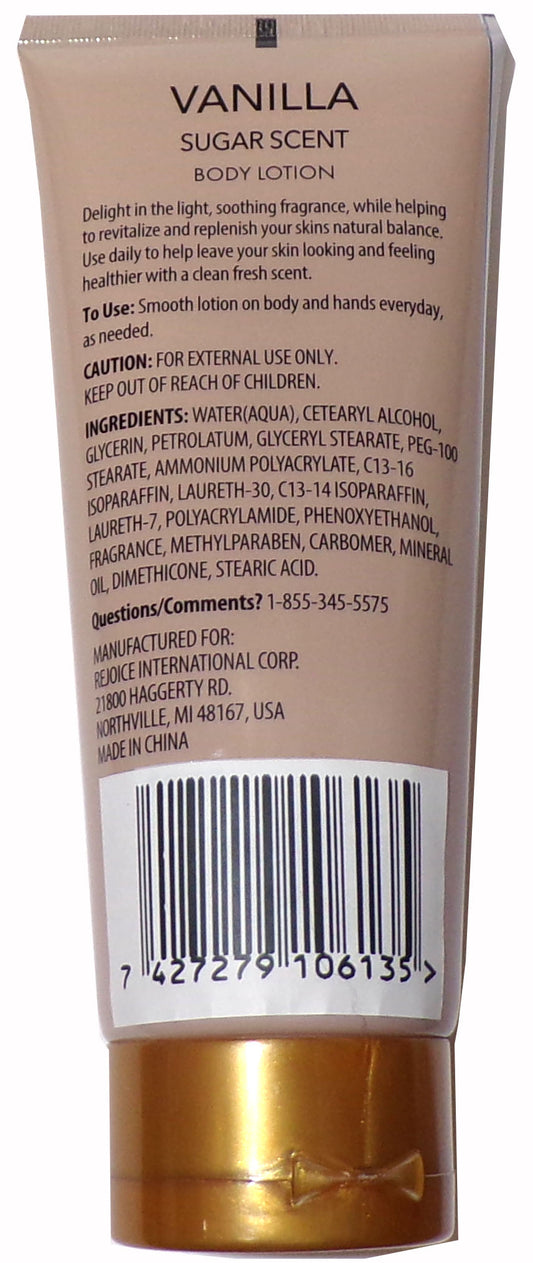 VANILLA
SUGAR SCENT
BODY LOTION
Delight in the light, soothing fragrance, while helping
to revitalize and replenish your skins natural balance.
Use daily to help leave your skin looking and feeling
healthier with a clean fresh scent.
To Use: Smooth lotion on body and hands everyday,
as needed.
CAUTION: FOR EXTERNAL USE ONLY.
KEEP OUT OF REACH OF CHILDREN.
INGREDIENTS: WATER(AQUA), CETEARYL ALCOHOL,
GLYCERIN, PETROLATUM, GLYCERYL STEARATE, PEG-100
STEARATE, AMMONIUM POLYACRYLATE, C13-16
ISOPARAFFIN, LAURETH-30, C13-14 ISOPARAFFIN,
LAURETH-7, POLYACRYLAMIDE, PHENOXYETHANOL,
FRAGRANCE, METHYLPARABEN, CARBOMER, MINERAL
OIL, DIMETHICONE, STEARIC ACID.
Questions/Comments? 1-855-345-5575
MANUFACTURED FOR:
REJOICE INTERNATIONAL CORP.
21800 HAGGERTY RD.
NORTHVILLE, MI 48167, USA
MADE IN CHINA
7 427279 106135 >